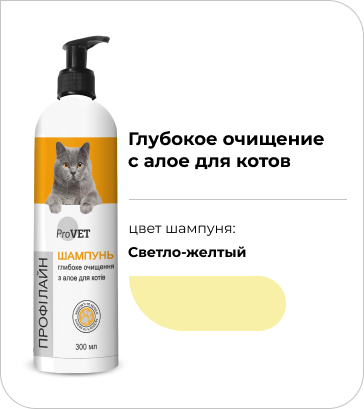 Глубокое очищение
с алое для котов
цвет шампуня:
Светло-желтый
ProVET
ПРОФІЛАЙН
ШАМПУНЬ
глибоке очищення
з алое для котів
300 мл